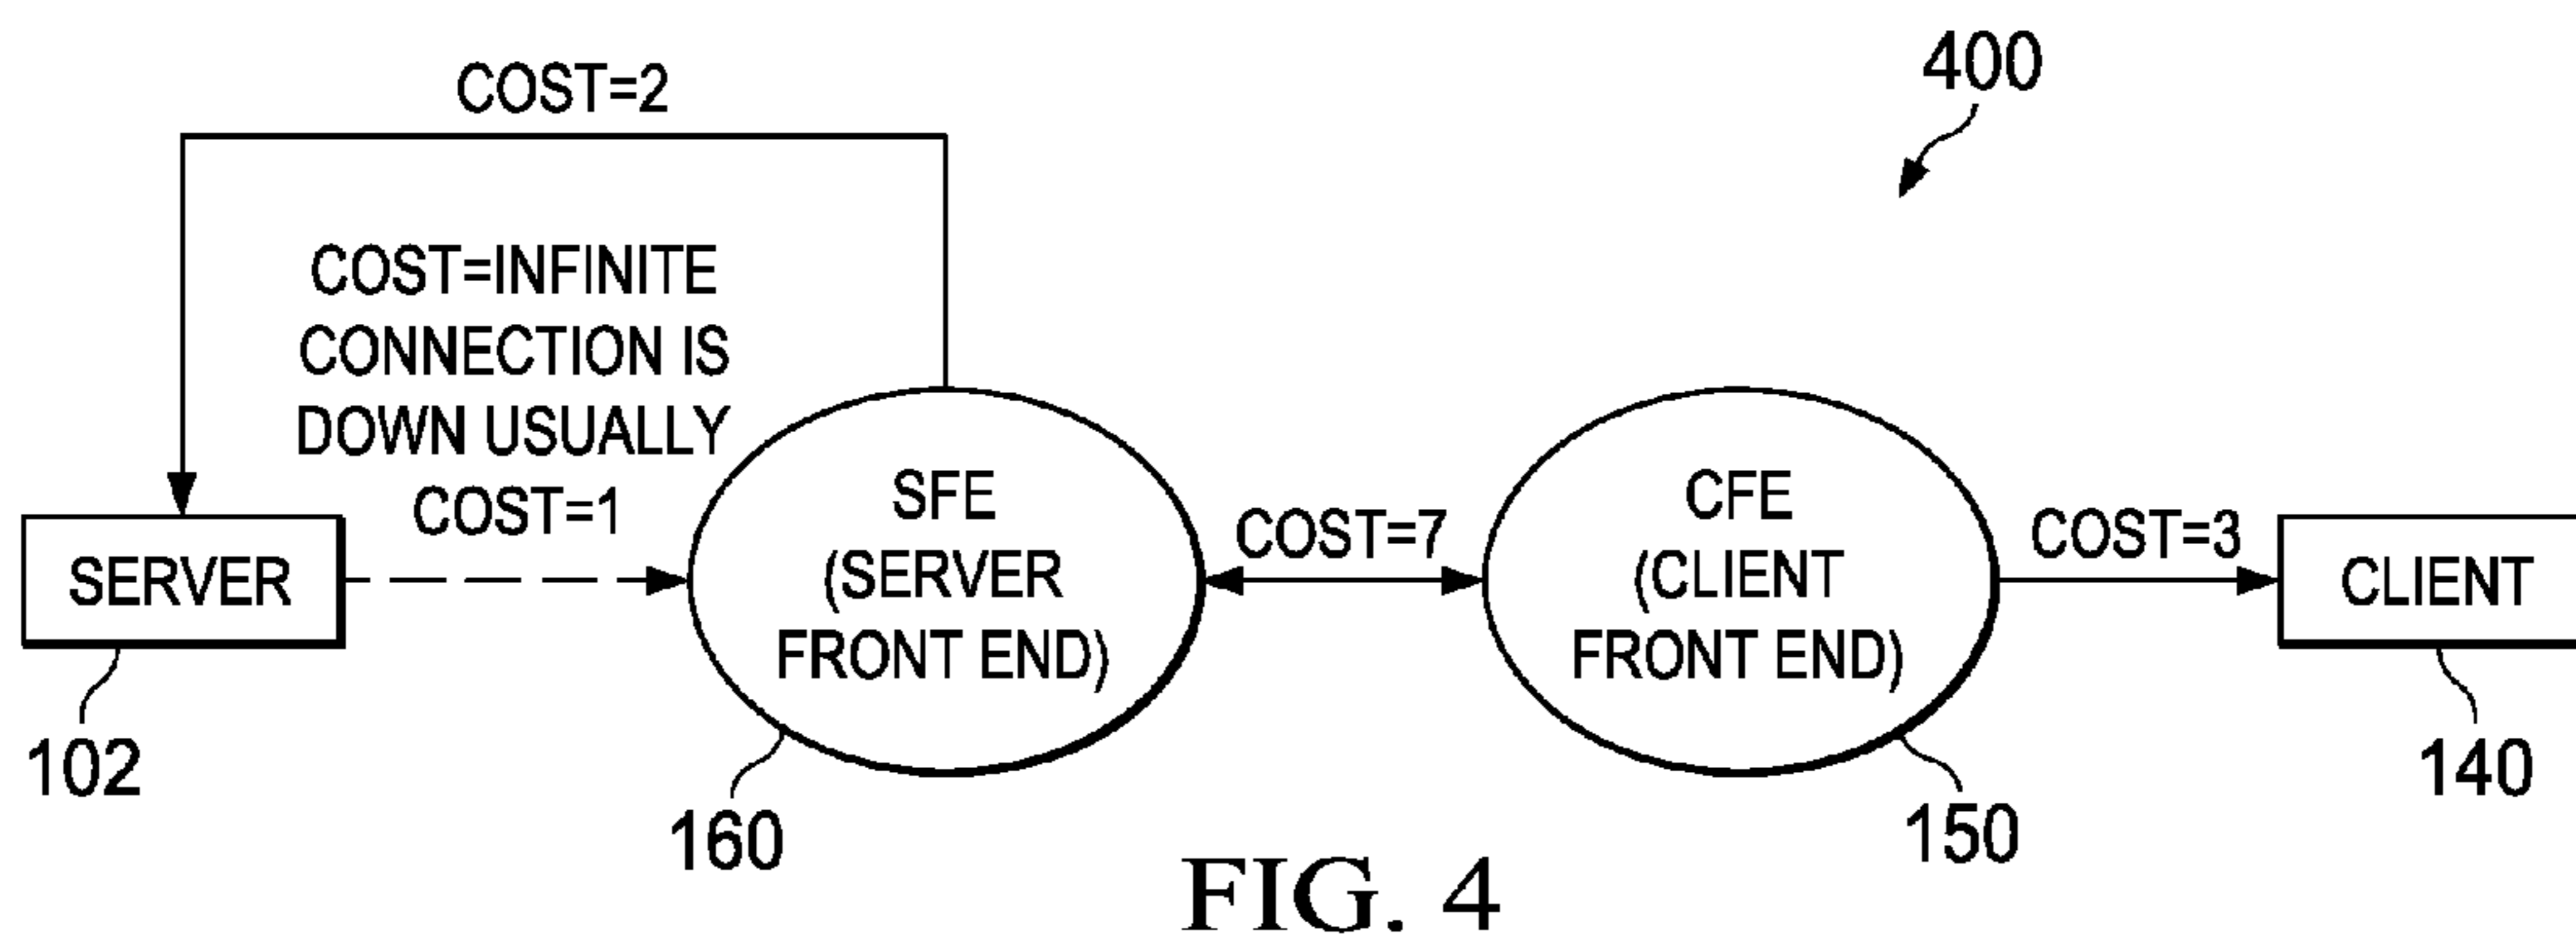 400
COST=2
COST=INFINITE
CONNECTION IS
DOWN USUALLY
COST=1
SERVER
102
SFE
(SERVER
FRONT END)
160
COST=7
CFE
(CLIENT
FRONT END)
150
COST=3
CLIENT
140
FIG. 4